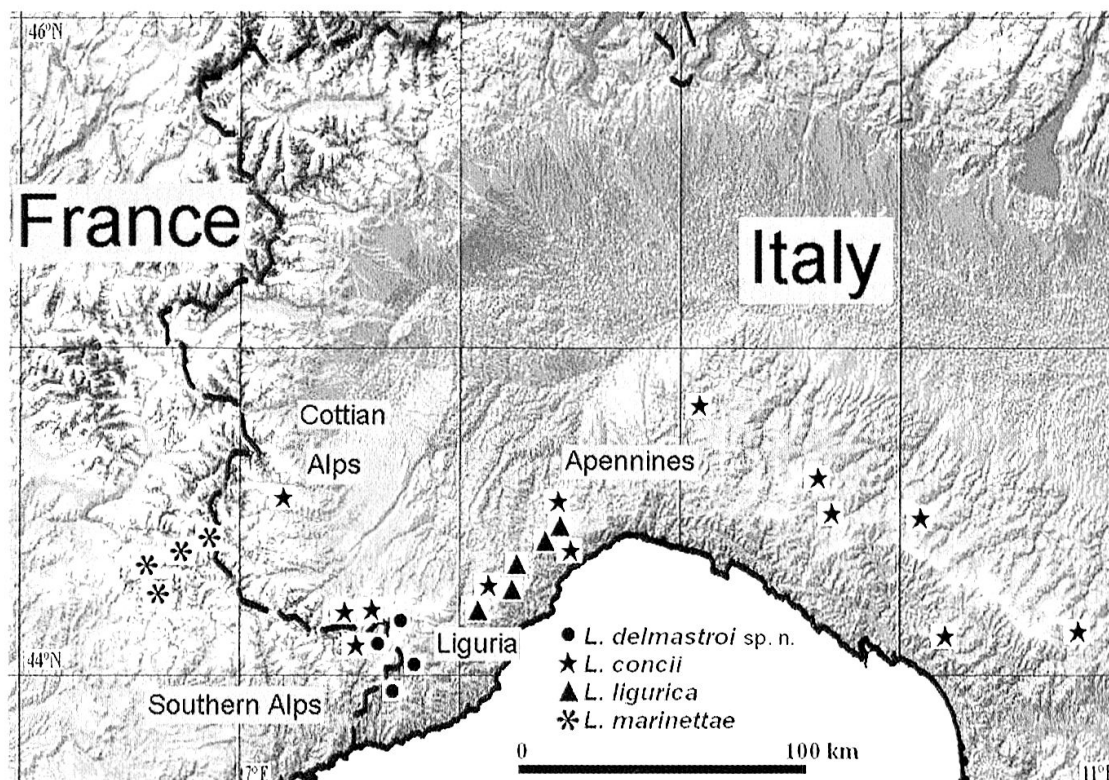 46°N
France
Italy
Cottian
Alps
Apennines
Liguria
L. delmastroi sp. n.
L. concii
44°N
L. ligurica
Southern Alps
L. marinettae
0 100 km
7°E
11°E